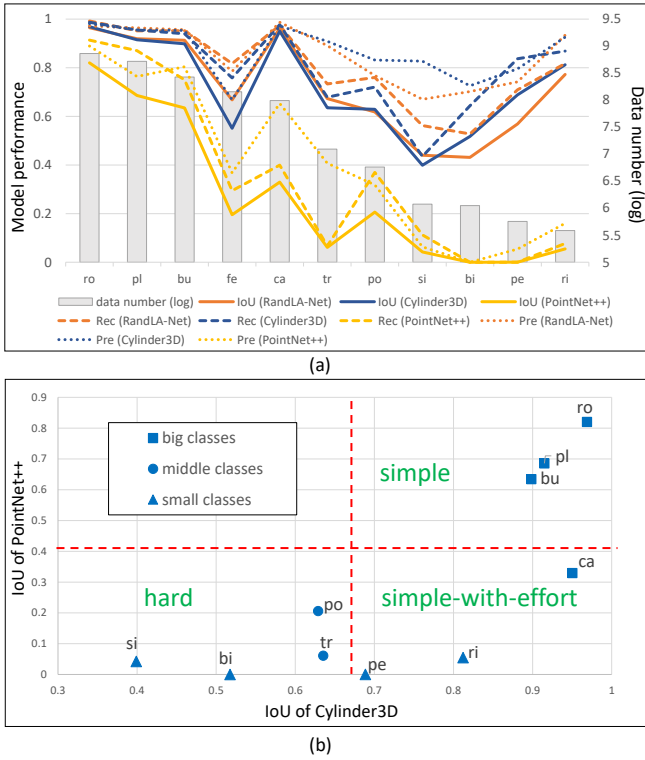 1
0.8
0.6
0.4
0.2
0
Model performance
9.5
9
8.5
8
7.5
7
6.5
6
5.5
5
Data number (log)
ro pl bu fe ca tr po si bi pe ri
data number (log) IoU (RandLA-Net) IoU (Cylinder3D) IoU (PointNet++)
Rec (RandLA-Net) Rec (Cylinder3D) Rec (PointNet++) Pre (RandLA-Net)
Pre (Cylinder3D) Pre (PointNet++)
(a)
0.9
0.8
0.7
0.6
0.5
0.4
0.3
0.2
0.1
0
IoU of PointNet++
big classes
middle classes
small classes
ro
pl
bu
simple
ca
hard
simple-with-effort
po
tr
si
bi
pe
ri
0.3 0.4 0.5 0.6 0.7 0.8 0.9 1
IoU of Cylinder3D
(b)